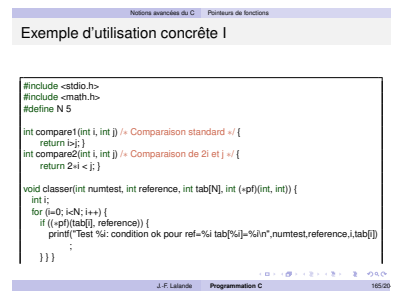 Notions avancées du C Pointeurs de fonctions
Exemple d'utilisation concrète I
#include <stdio.h>
#include <math.h>
#define N 5
int compare1(int i, int j) /* Comparaison standard */ {
return i>j; }
int compare2(int i, int j) /* Comparaison de 2i et j */ {
return 2*i < j; }
void classer(int numtest, int reference, int tab[N], int (*pf)(int, int)) {
int i;
for (i=0; i<N; i++) {
if ((*pf)(tab[i], reference)) {
printf("Test %i: condition ok pour ref=%i tab[%i]=%i\n",numtest,reference,i,tab[i])
;
} } }
J.-F. Lalande Programmation C 165/20